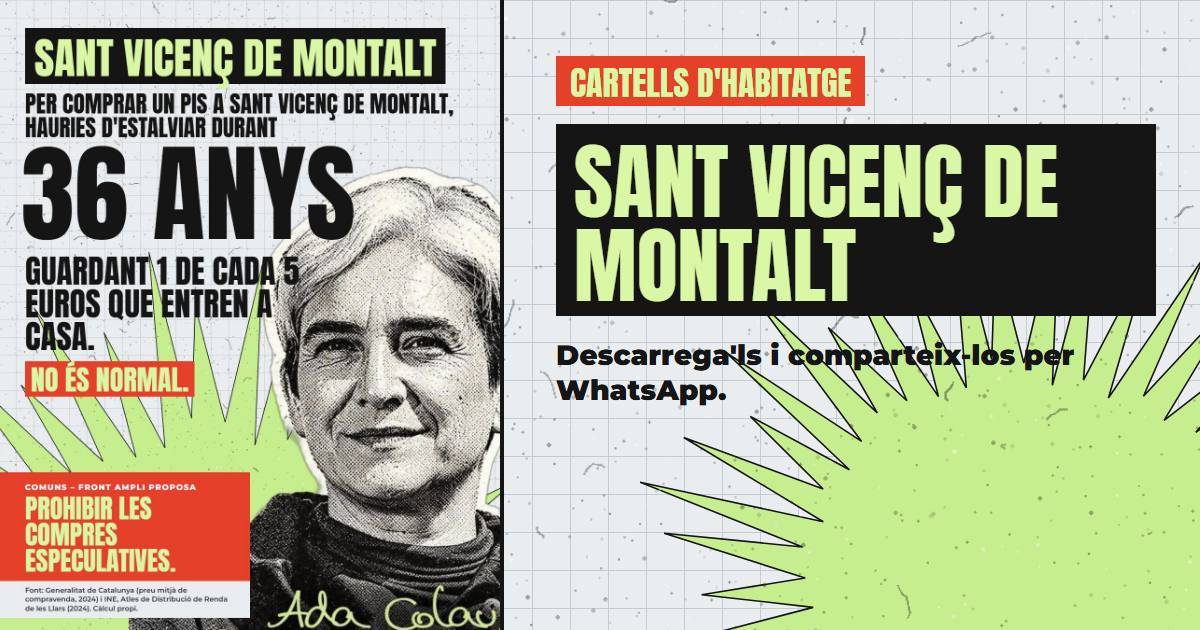 SANT VICENÇ DE MONTALT
PER COMPRAR UN PIS A SANT VICENÇ DE MONTALT,
HAURIES D'ESTALVIAR DURANT
36 ANYS
GUARDANT 1 DE CADA 5
EUROS QUE ENTREN A
CASA.
NO ÉS NORMAL.
COMUNS – FRONT AMPLI PROPOSA
PROHIBIR LES
COMPRES
ESPECULATIVES.
Font: Generalitat de Catalunya (preu mitjà de
compravenda, 2024) i INE, Atles de Distribució de Renda
de les Llars (2024). Càlcul propi.
Ada Colau
CARTELLS D'HABITATGE
SANT VICENÇ DE
MONTALT
Descarrega'ls i comparteix-los per
WhatsApp.